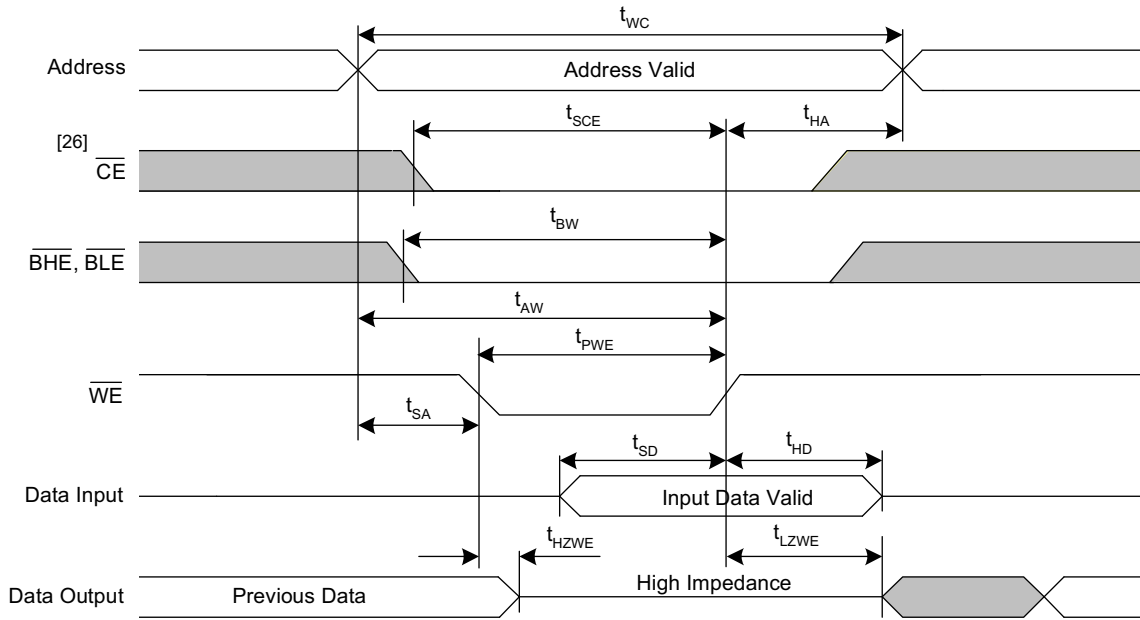 tWC
Address
Address Valid
tSCE
tHA
[26]
CE
tBW
BHE, BLE
tAW
tPWE
WE
tSA
tSD
tHD
Data Input
Input Data Valid
tHZWE
tLZWE
Data Output
Previous Data
High Impedance